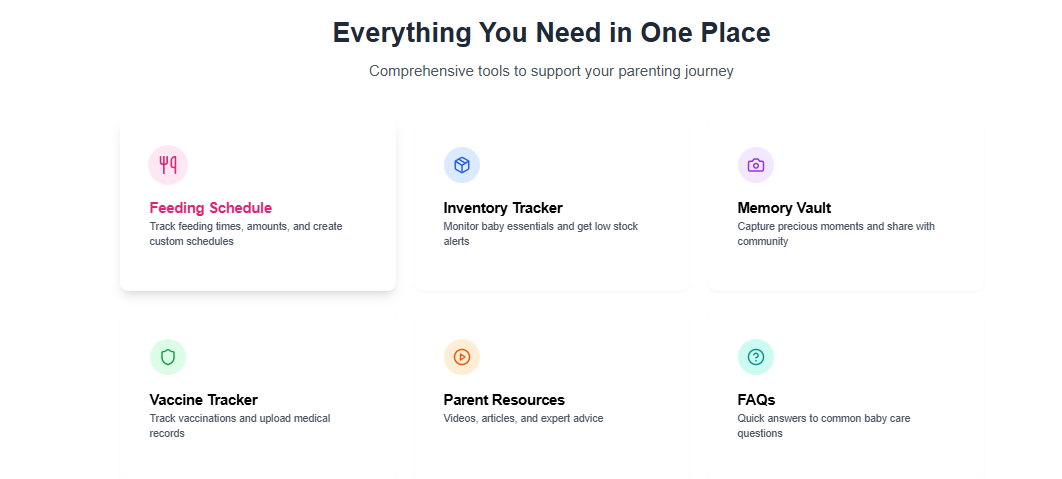 Everything You Need in One Place
Comprehensive tools to support your parenting journey
Feeding Schedule
Track feeding times, amounts, and create
custom schedules
Inventory Tracker
Monitor baby essentials and get low stock
alerts
Memory Vault
Capture precious moments and share with
community
Vaccine Tracker
Track vaccinations and upload medical
records
Parent Resources
Videos, articles, and expert advice
FAQs
Quick answers to common baby care
questions